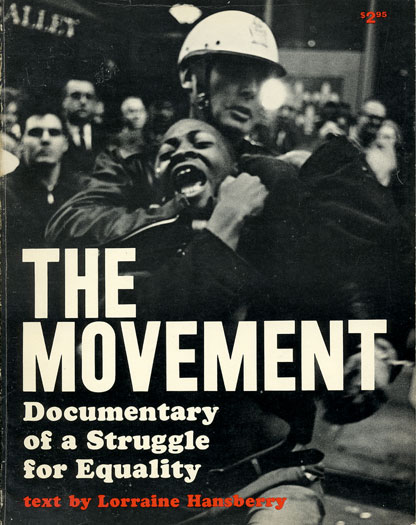 ALLET
$2.95
THE
MOVEMENT
Documentary
of a Struggle
for Equality
text by Lorraine Hansberry